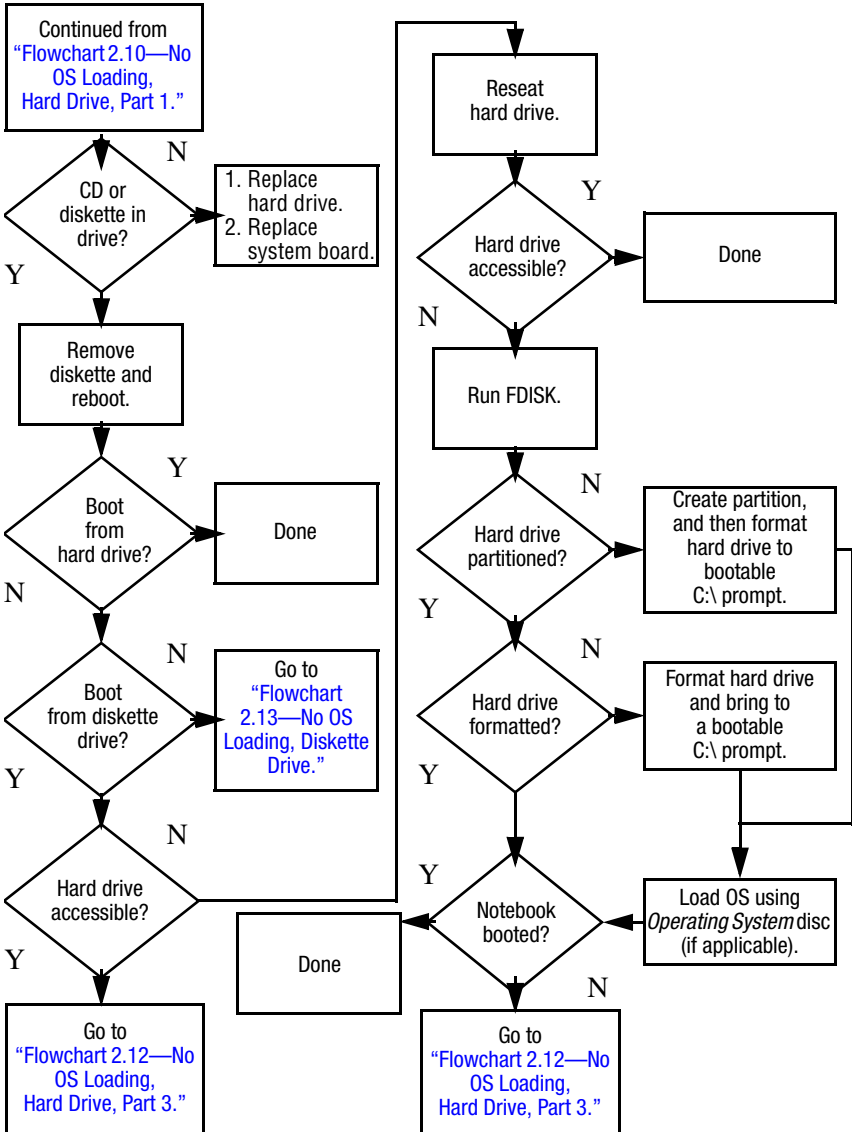 Continued from
“Flowchart 2.10—No
OS Loading,
Hard Drive, Part 1.”
N
CD or
diskette in
drive?
1. Replace
hard drive.
2. Replace
system board.
Y
Remove
diskette and
reboot.
Y
Boot
from
hard drive?
Done
N
N
Boot
from diskette
drive?
Go to
“Flowchart
2.13—No OS
Loading, Diskette
Drive.”
Y
N
Hard drive
accessible?
Y
Go to
“Flowchart 2.12—No
OS Loading,
Hard Drive, Part 3.”
Reseat
hard drive.
Y
Hard drive
accessible?
Done
N
Run FDISK.
N
Hard drive
partitioned?
Create partition,
and then format
hard drive to
bootable
C:\ prompt.
Y
N
Hard drive
formatted?
Format hard drive
and bring to
a bootable
C:\ prompt.
Y
Load OS using
Operating System disc
(if applicable).
Y
Notebook
booted?
Done
N
Go to
“Flowchart 2.12—No
OS Loading,
Hard Drive, Part 3.”